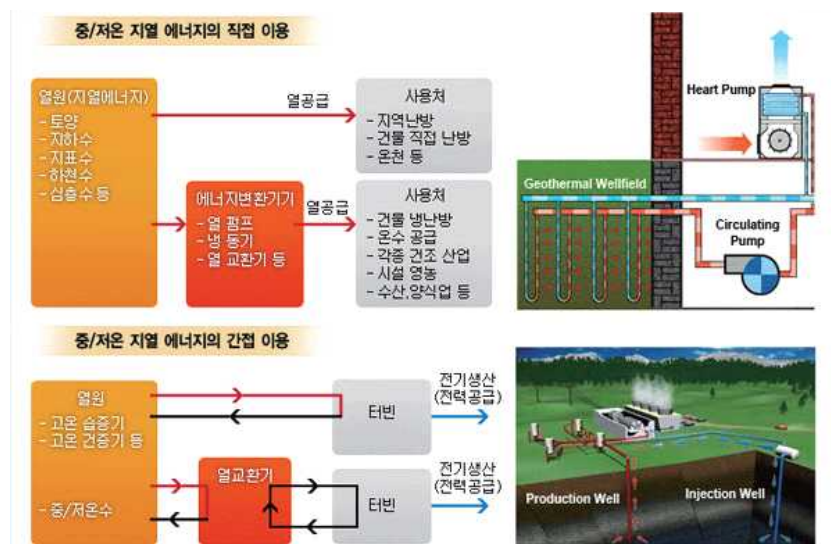 중/저온 지열 에너지의 직접 이용
열원(지열에너지)
- 토양
- 지하수
- 지표수
- 하천수
- 심층수 등
열공급
사용처
- 지역난방
- 건물 직접 난방
- 온천 등
에너지변환기기
- 열 펌프
- 냉 동기
- 열 교환기 등
열공급
사용처
- 건물 냉난방
- 온수 공급
- 각종 건조 산업
- 시설 영농
- 수산,양식업 등
Heart Pump
Geothermal Wellfield
Circulating
Pump
중/저온 지열 에너지의 간접 이용
열원
- 고온 습증기
- 고온 건증기 등
- 중/저온수
터빈
전기생산
(전력공급)
열교환기
터빈
전기생산
(전력공급)
Production Well
Injection Well